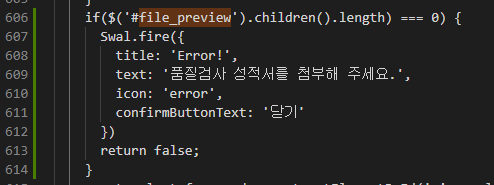 606 if($('#file_preview').children().length) === 0) {
607 Swal.fire({
608 title: 'Error!',
609 text: '품질검사 성적서를 첨부해 주세요.',
610 icon: 'error',
611 confirmButtonText: '닫기'
612 })
613 return false;
614 }